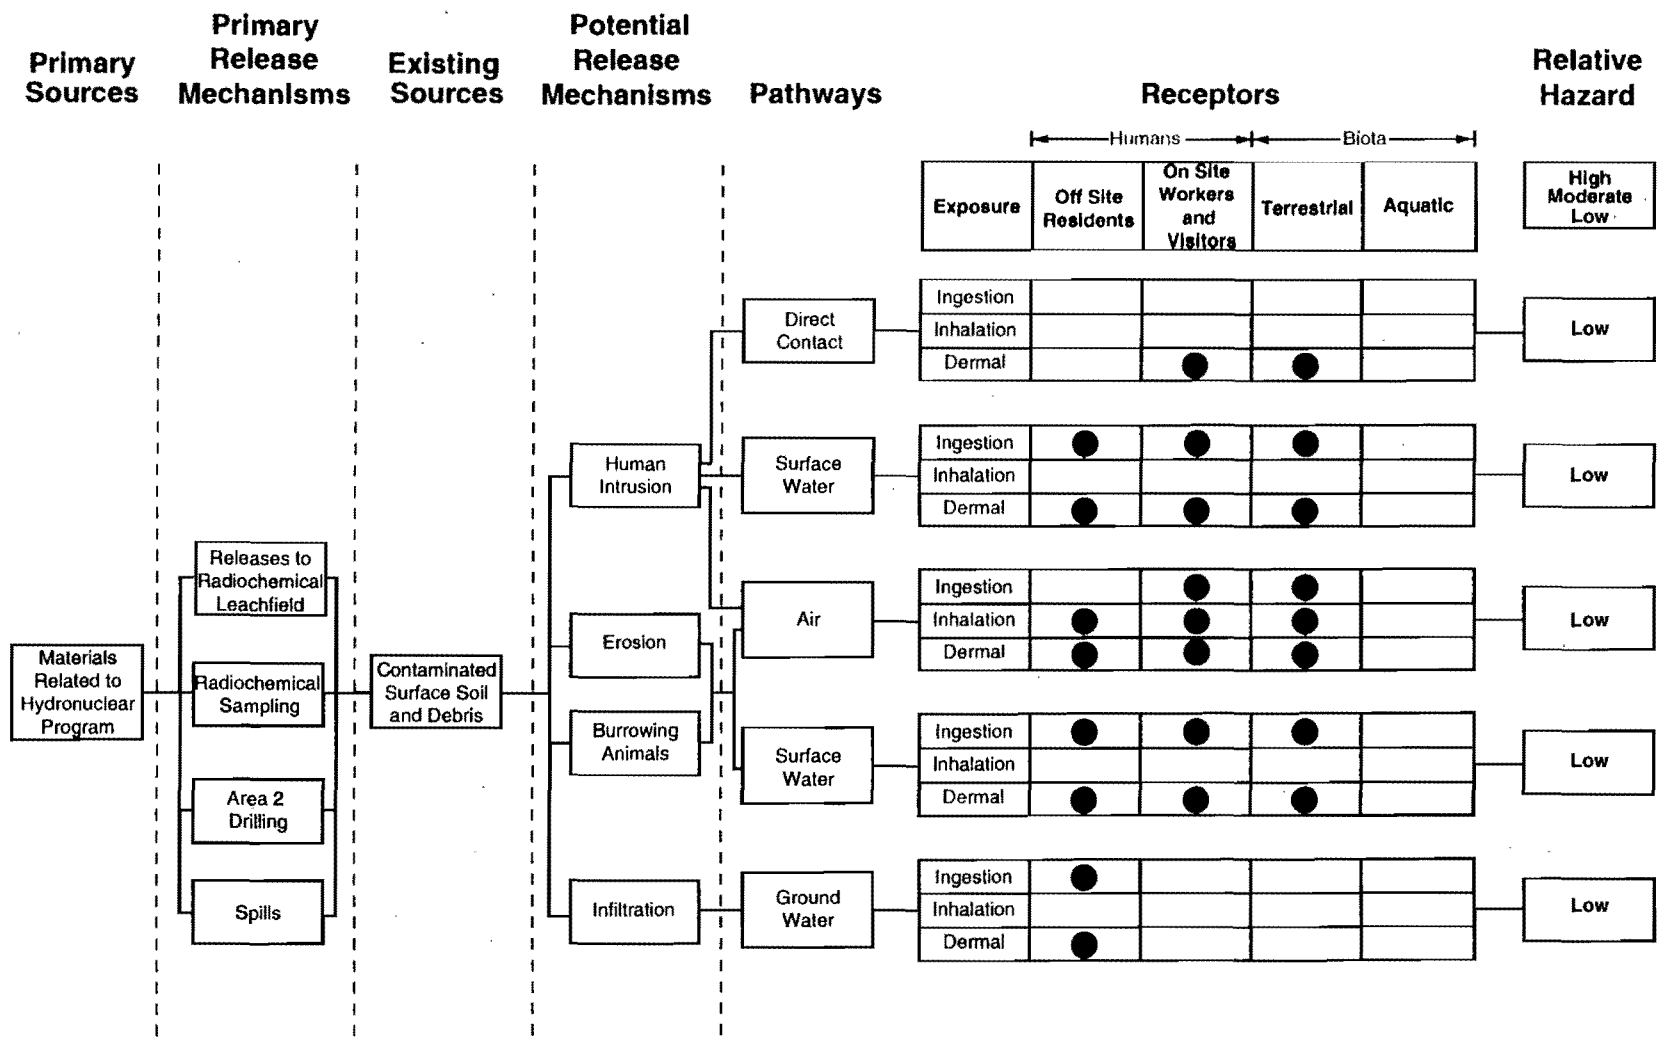 Primary
Sources
Primary
Release
Mechanisms
Existing
Sources
Potential
Release
Mechanisms
Pathways
Receptors
Relative
Hazard
Humans
Biota
Exposure
Off Site
Residents
On Site
Workers
and
Visitors
Terrestrial
Aquatic
High
Moderate
Low
Materials
Related to
Hydronuclear
Program
Releases to
Radiochemical
Leachfield
Radiochemical
Sampling
Area 2
Drilling
Spills
Contaminated
Surface Soil
and Debris
Human
Intrusion
Erosion
Burrowing
Animals
Infiltration
Direct
Contact
Ingestion
Inhalation
Dermal
Low
Surface
Water
Ingestion
Inhalation
Dermal
Low
Air
Ingestion
Inhalation
Dermal
Low
Surface
Water
Ingestion
Inhalation
Dermal
Low
Ground
Water
Ingestion
Inhalation
Dermal
Low